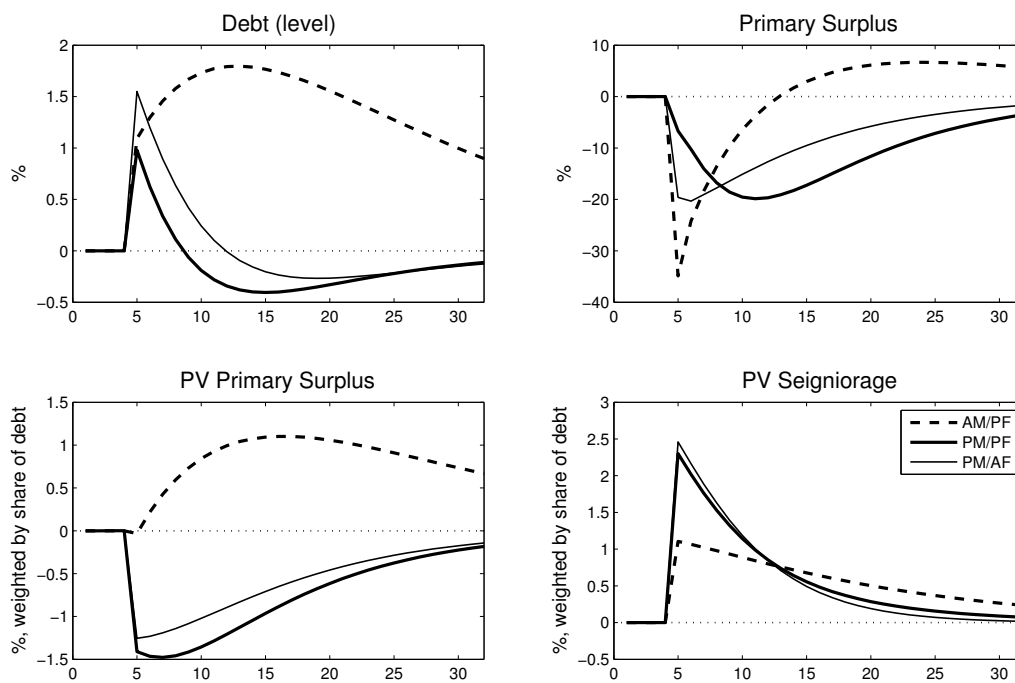 Debt (level)
2
1.5
1
0.5
0
−0.5
%
0 5 10 15 20 25 30
Primary Surplus
10
0
−10
−20
−30
−40
%
0 5 10 15 20 25 30
PV Primary Surplus
1.5
1
0.5
0
−0.5
−1
−1.5
%, weighted by share of debt
0 5 10 15 20 25 30
PV Seigniorage
3
2.5
2
1.5
1
0.5
0
−0.5
%, weighted by share of debt
0 5 10 15 20 25 30
AM/PF
PM/PF
PM/AF